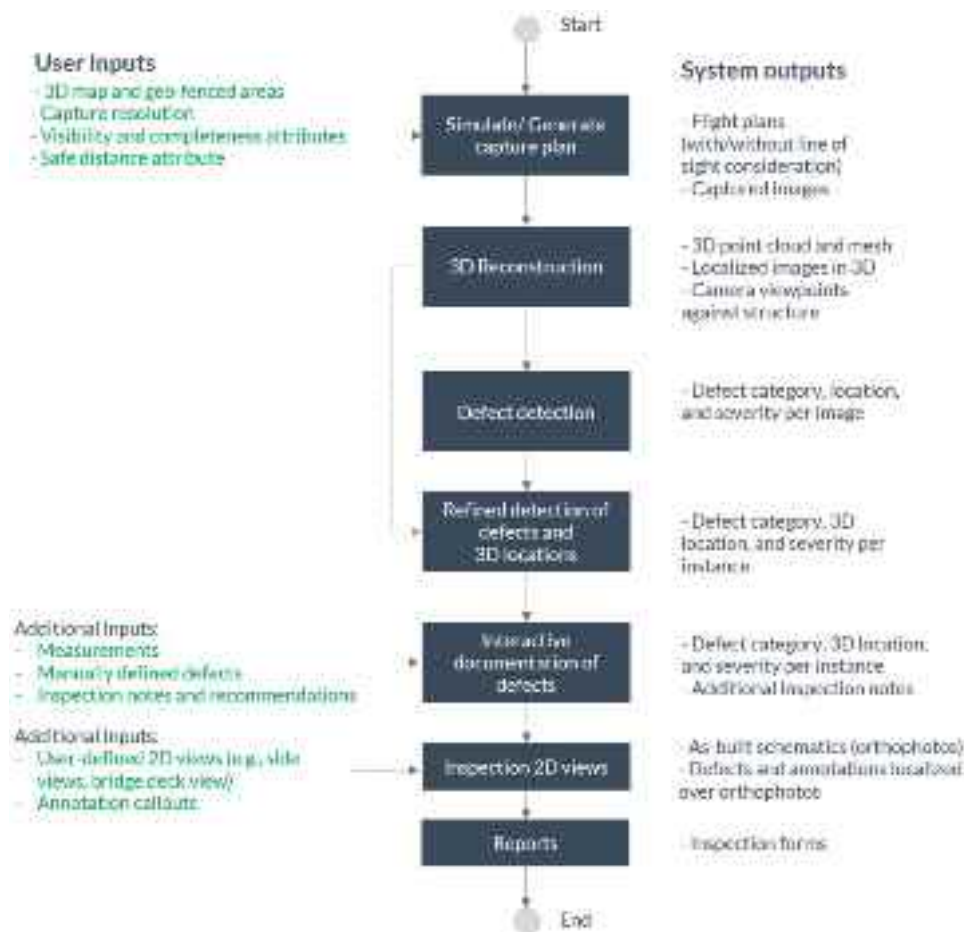 Start
User Inputs
- 3D map and geo-fenced areas
- Capture resolution
- Visibility and completeness attributes
- Safe distance attribute
Simulate/ Generate
capture plan
System outputs
- Flight plans
(with/without line of
sight consideration)
- Captured images
3D Reconstruction
- 3D point cloud and mesh
- Localized images in 3D
- Camera viewpoints
against structure
Defect detection
- Defect category, location,
and severity per image
Refined detection of
defects and
3D locations
- Defect category, 3D
location, and severity per
instance
Additional Inputs:
- Measurements
- Manually defined defects
- Inspection notes and recommendations
Interactive
documentation of
defects
- Defect category, 3D location,
and severity per instance
- Additional Inspection notes
Additional Inputs:
- User-defined 2D views (e.g., side
views, bridge deck view)
- Annotation callouts
Inspection 2D views
- As-built schematics (orthophotos)
- Defects and annotations localized
over orthophotos
Reports
- Inspection forms
End